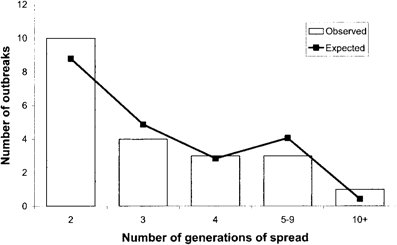 12
10
8
6
4
2
0
Number of outbreaks
Observed
Expected
2 3 4 5-9 10+
Number of generations of spread